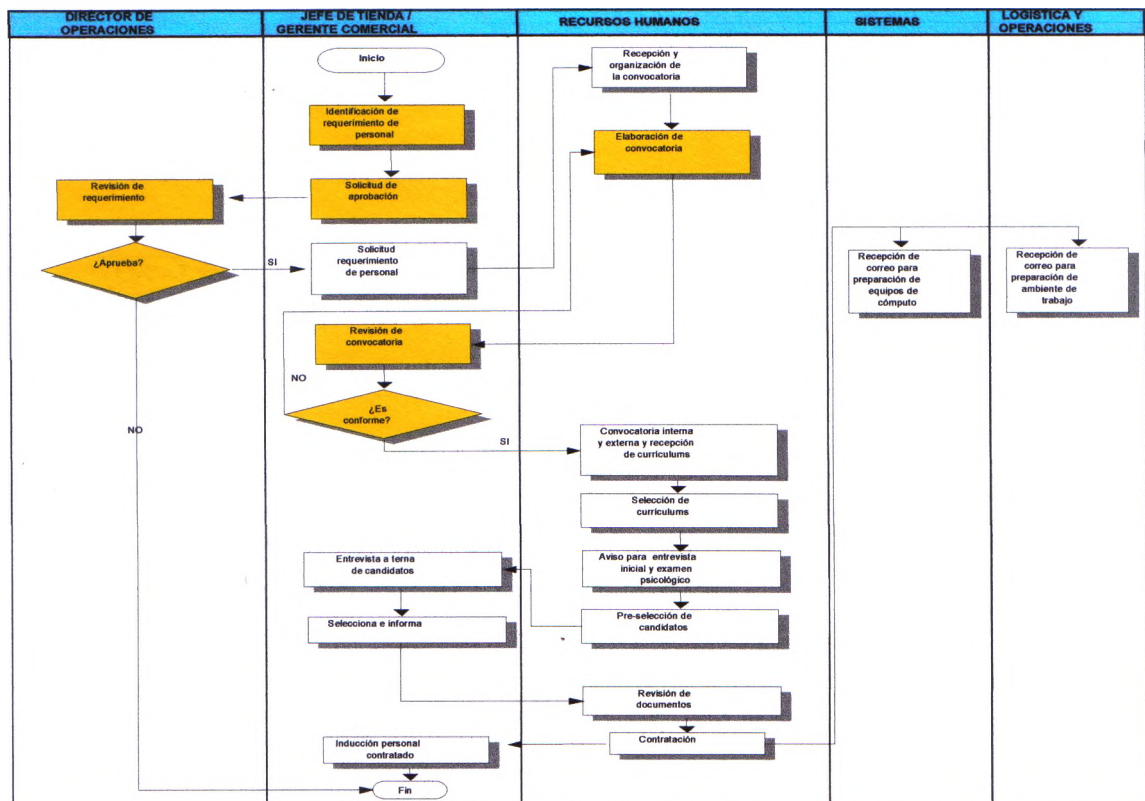 DIRECTOR DE
OPERACIONES
JEFE DE TIENDA /
GERENTE COMERCIAL
RECURSOS HUMANOS
SISTEMAS
LOGISTICA Y
OPERACIONES
Inicio
Identificación de
requerimiento de
personal
Solicitud de
aprobación
Revisión de
requerimiento
¿Aprueba?
SI
NO
Solicitud
requerimiento
de personal
Recepción y
organización de
la convocatoria
Elaboración de
convocatoria
Revisión de
convocatoria
NO
¿Es
conforme?
SI
Convocatoria interna
y externa y recepción
de currículums
Selección de
currículums
Aviso para entrevista
inicial y examen
psicológico
Pre-selección de
candidatos
Entrevista a terna
de candidatos
Selecciona e informa
Revisión de
documentos
Contratación
Recepción de
correo para
preparación de
equipos de
cómputo
Recepción de
correo para
preparación de
ambiente de
trabajo
Inducción personal
contratado
Fin